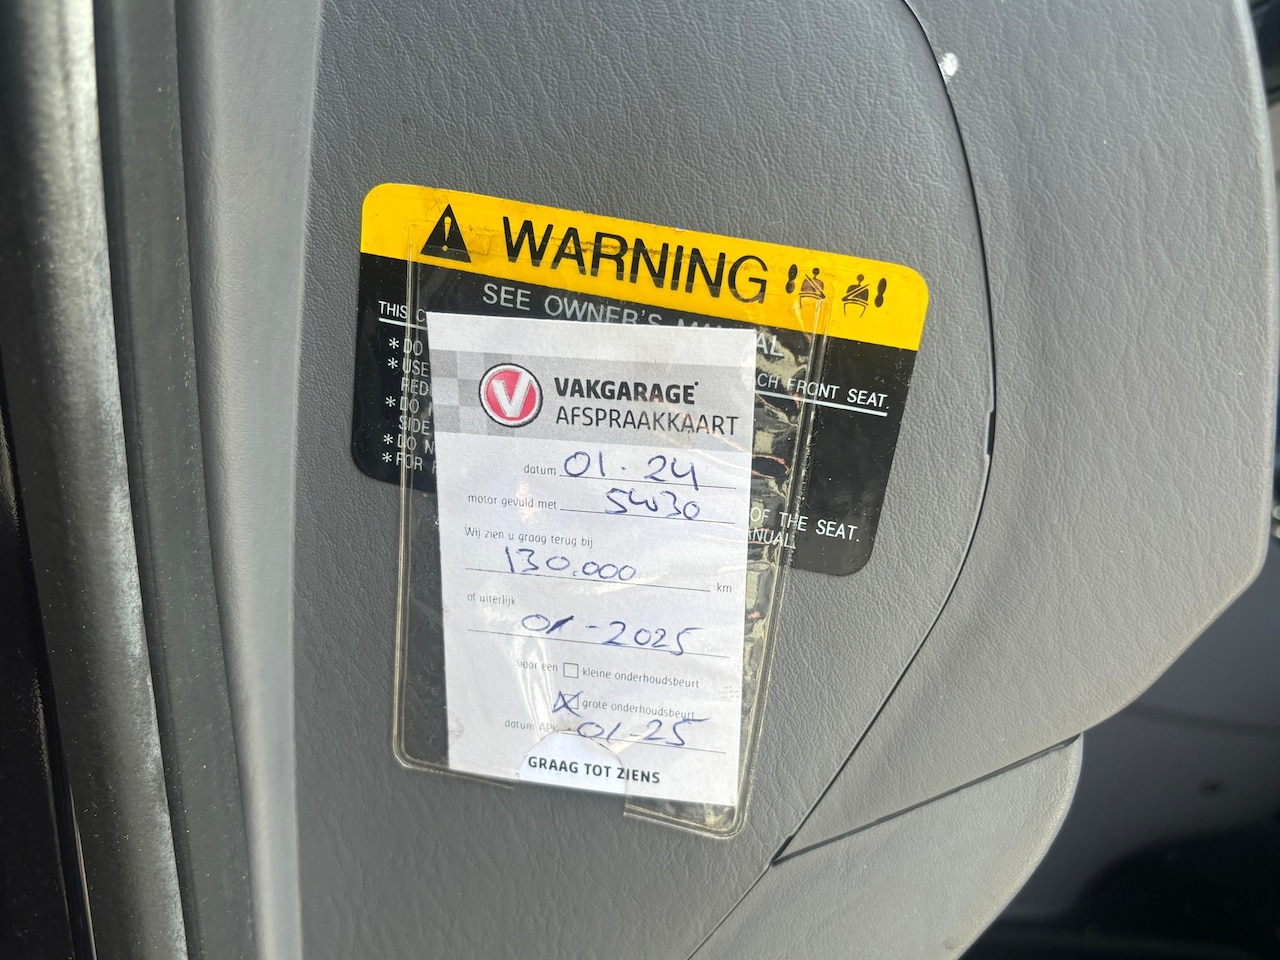 WARNING
SEE OWNER'S MANUAL
THIS C
CH FRONT SEAT.
*DO
*USE
RED
*DO
SIDE
*DO N
*FOR
OF THE SEAT.
ANUAL.
V VAKGARAGE
AFSPRAAKKAART
datum 01.24
motor gevuld met 5W30
Wij zien u graag terug bij
130.000 km
of uiterlijk
01-2025
voor een kleine onderhoudsbeurt
grote onderhoudsbeurt
datum APK 01-25
GRAAG TOT ZIENS